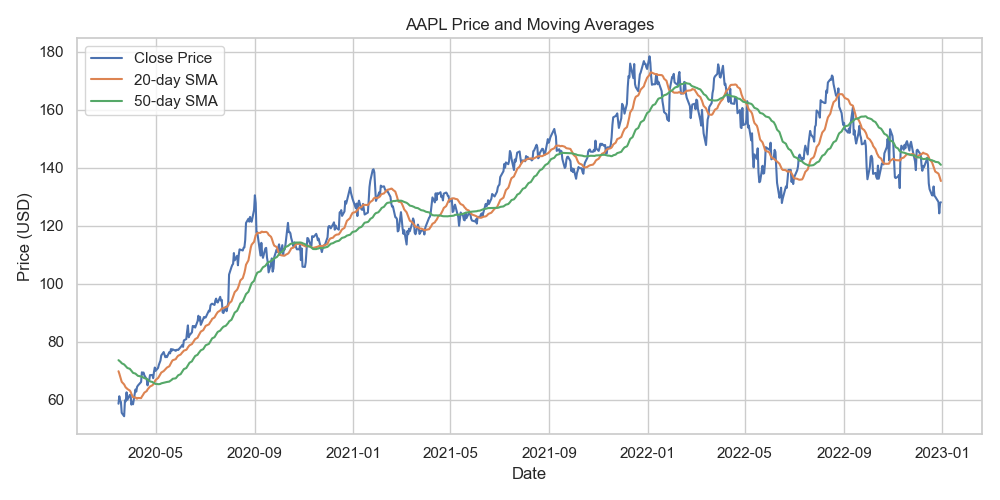 AAPL Price and Moving Averages
Close Price
20-day SMA
50-day SMA
Price (USD)
180
160
140
120
100
80
60
2020-05 2020-09 2021-01 2021-05 2021-09 2022-01 2022-05 2022-09 2023-01
Date